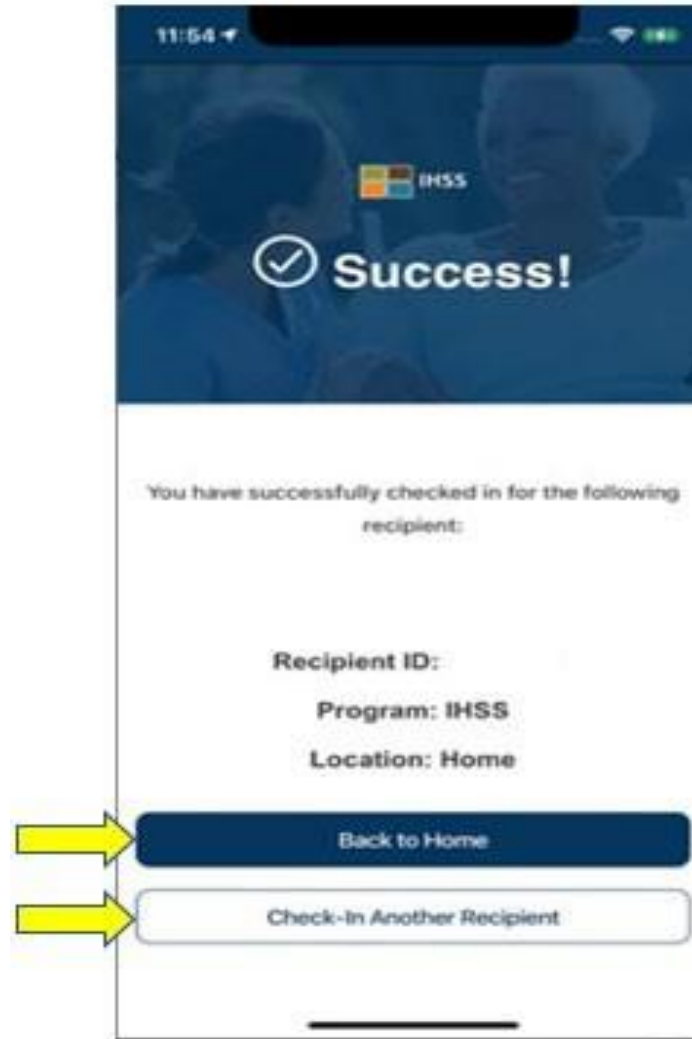 11:54
IHSS
Success!
You have successfully checked in for the following
recipient:
Recipient ID:
Program: IHSS
Location: Home
Back to Home
Check-In Another Recipient